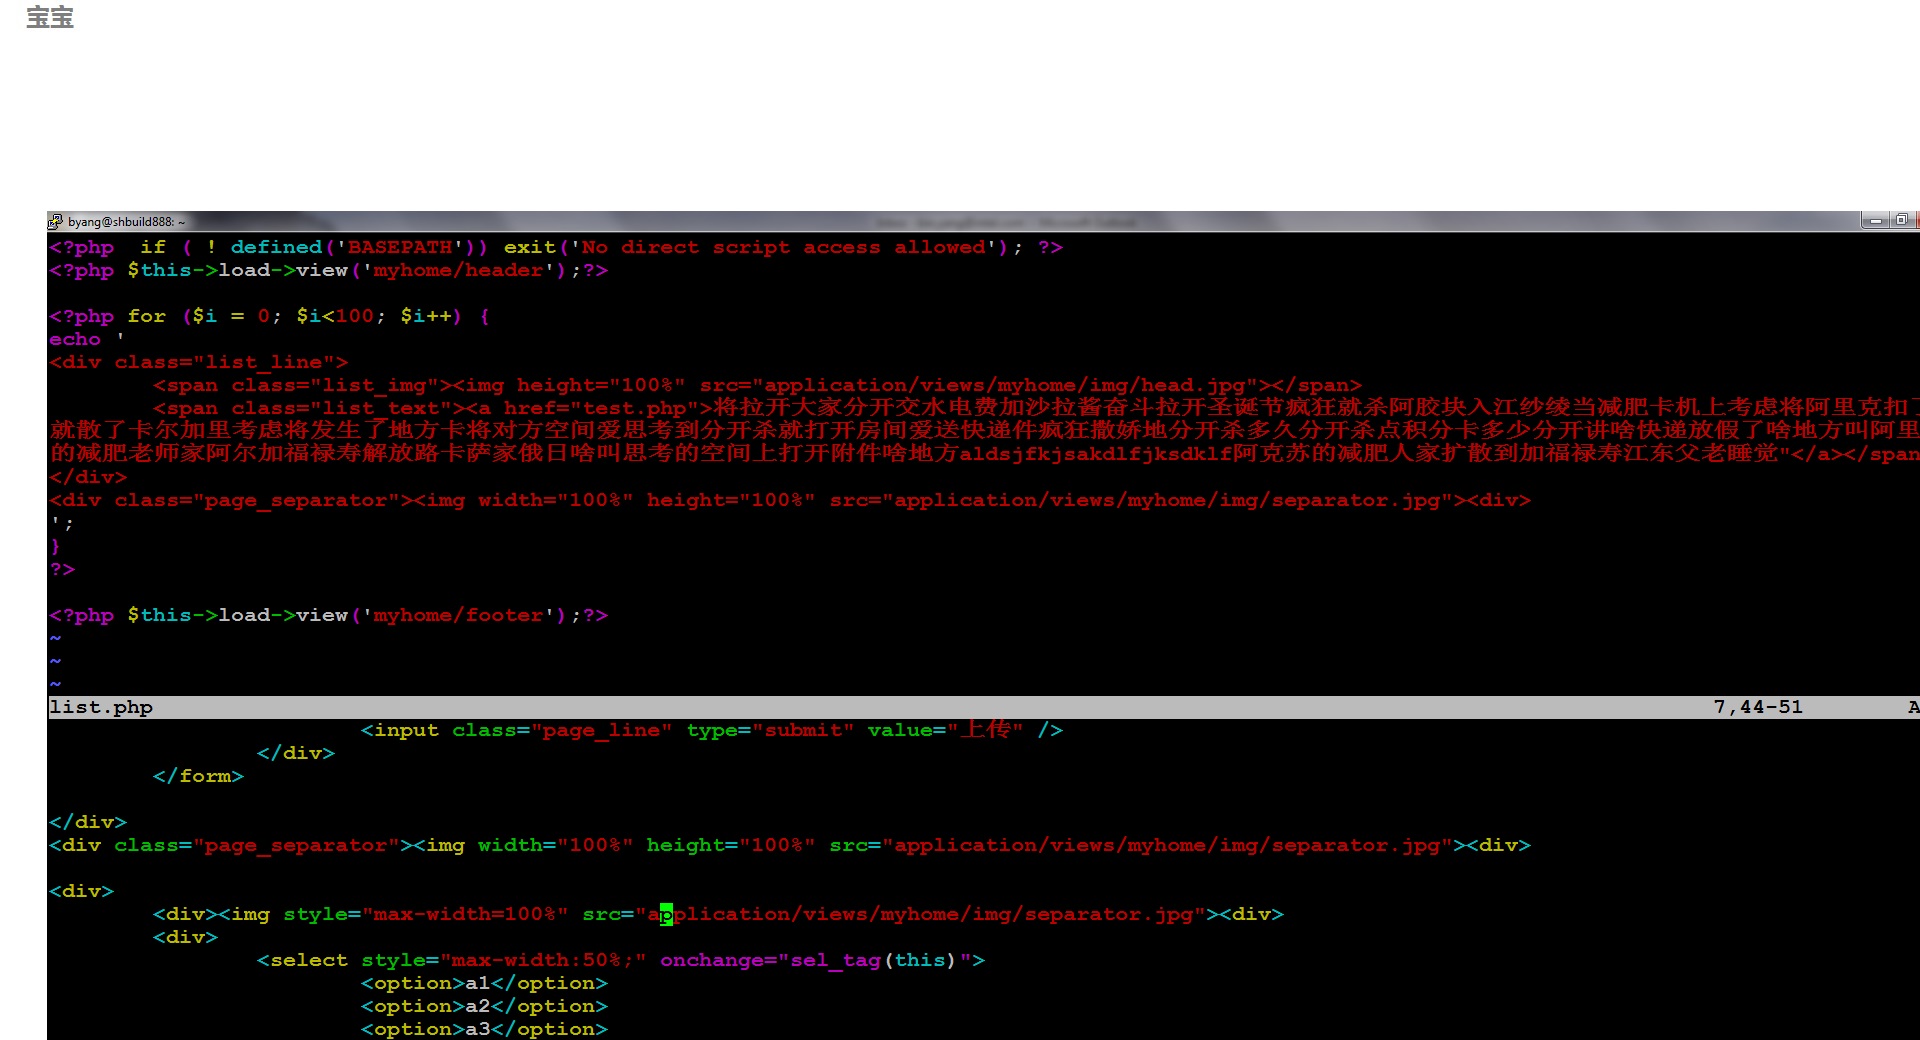 宝宝
byang@shbuild888: ~
<?php  if ( ! defined('BASEPATH')) exit('No direct script access allowed'); ?>
<?php $this->load->view('myhome/header');?>
<?php for ($i = 0; $i<100; $i++) {
echo '
<div class="list_line">
        <span class="list_img"><img height="100%" src="application/views/myhome/img/head.jpg"></span>
        <span class="list_text"><a href="test.php">将拉开大家分开交水电费加沙拉酱奋斗拉开圣诞节疯狂就杀阿胶块入江纱绫当减肥卡机上考虑将阿里克扣了
就散了卡尔加里考虑将发生了地方卡将对方空间爱思考到分开杀就打开房间爱送快递件疯狂撒娇地分开杀多久分开杀点积分卡多少分开讲啥快递放假了啥地方叫阿里
的减肥老师家阿尔加福禄寿解放路卡萨家俄日啥叫思考的空间上打开附件啥地方aldsjfkjsakdlfjksdklf阿克苏的减肥人家扩散到加福禄寿江东父老睡觉"</a></span
</div>
<div class="page_separator"><img width="100%" height="100%" src="application/views/myhome/img/separator.jpg"><div>
';
}
?>
<?php $this->load->view('myhome/footer');?>
~
~
~
list.php 7,44-51 A
                        <input class="page_line" type="submit" value="上传" />
                </div>
        </form>
</div>
<div class="page_separator"><img width="100%" height="100%" src="application/views/myhome/img/separator.jpg"><div>
<div>
        <div><img style="max-width=100%" src="application/views/myhome/img/separator.jpg"><div>
        <div>
                <select style="max-width:50%;" onchange="sel_tag(this)">
                        <option>a1</option>
                        <option>a2</option>
                        <option>a3</option>